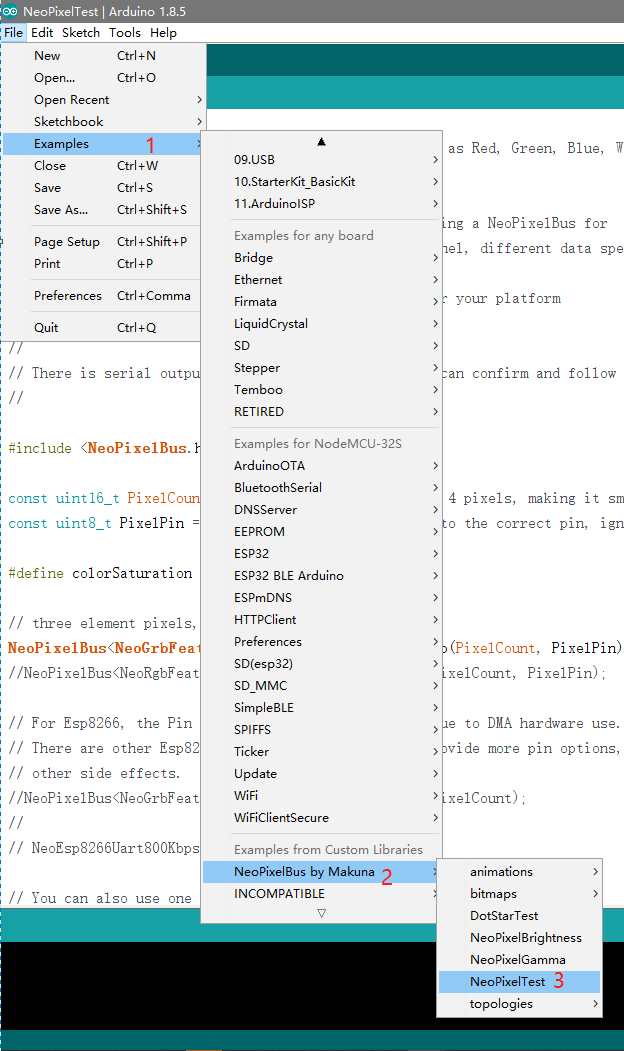 NeoPixelTest | Arduino 1.8.5
File Edit Sketch Tools Help
New Ctrl+N
Open... Ctrl+O
Open Recent
Sketchbook
Examples 1
Close Ctrl+W
Save Ctrl+S
Save As... Ctrl+Shift+S
Page Setup Ctrl+Shift+P
Print Ctrl+P
Preferences Ctrl+Comma
Quit Ctrl+Q
09.USB
10.StarterKit_BasicKit
11.ArduinoISP
Examples for any board
Bridge
Ethernet
Firmata
LiquidCrystal
SD
Stepper
Temboo
RETIRED
Examples for NodeMCU-32S
ArduinoOTA
BluetoothSerial
DNSServer
EEPROM
ESP32
ESP32 BLE Arduino
ESPmDNS
HTTPClient
Preferences
SD(esp32)
SD_MMC
SimpleBLE
SPIFFS
Ticker
Update
WiFi
WiFiClientSecure
Examples from Custom Libraries
NeoPixelBus by Makuna 2
INCOMPATIBLE
animations
bitmaps
DotStarTest
NeoPixelBrightness
NeoPixelGamma
NeoPixelTest 3
topologies
as Red, Green, Blue, W
ing a NeoPixelBus for
nel, different data spe
r your platform
//
// There is serial outpu can confirm and follow
//
#include <NeoPixelBus.h
const uint16_t PixelCoun 4 pixels, making it sm
const uint8_t PixelPin = to the correct pin, ign
#define colorSaturation
// three element pixels,
NeoPixelBus<NeoGrbFeat p(PixelCount, PixelPin)
//NeoPixelBus<NeoRgbFeat ixelCount, PixelPin);
// For Esp8266, the Pin ue to DMA hardware use.
// There are other Esp82 ovide more pin options,
// other side effects.
//NeoPixelBus<NeoGrbFeat ixelCount);
//
// NeoEsp8266Uart800Kbps
// You can also use one